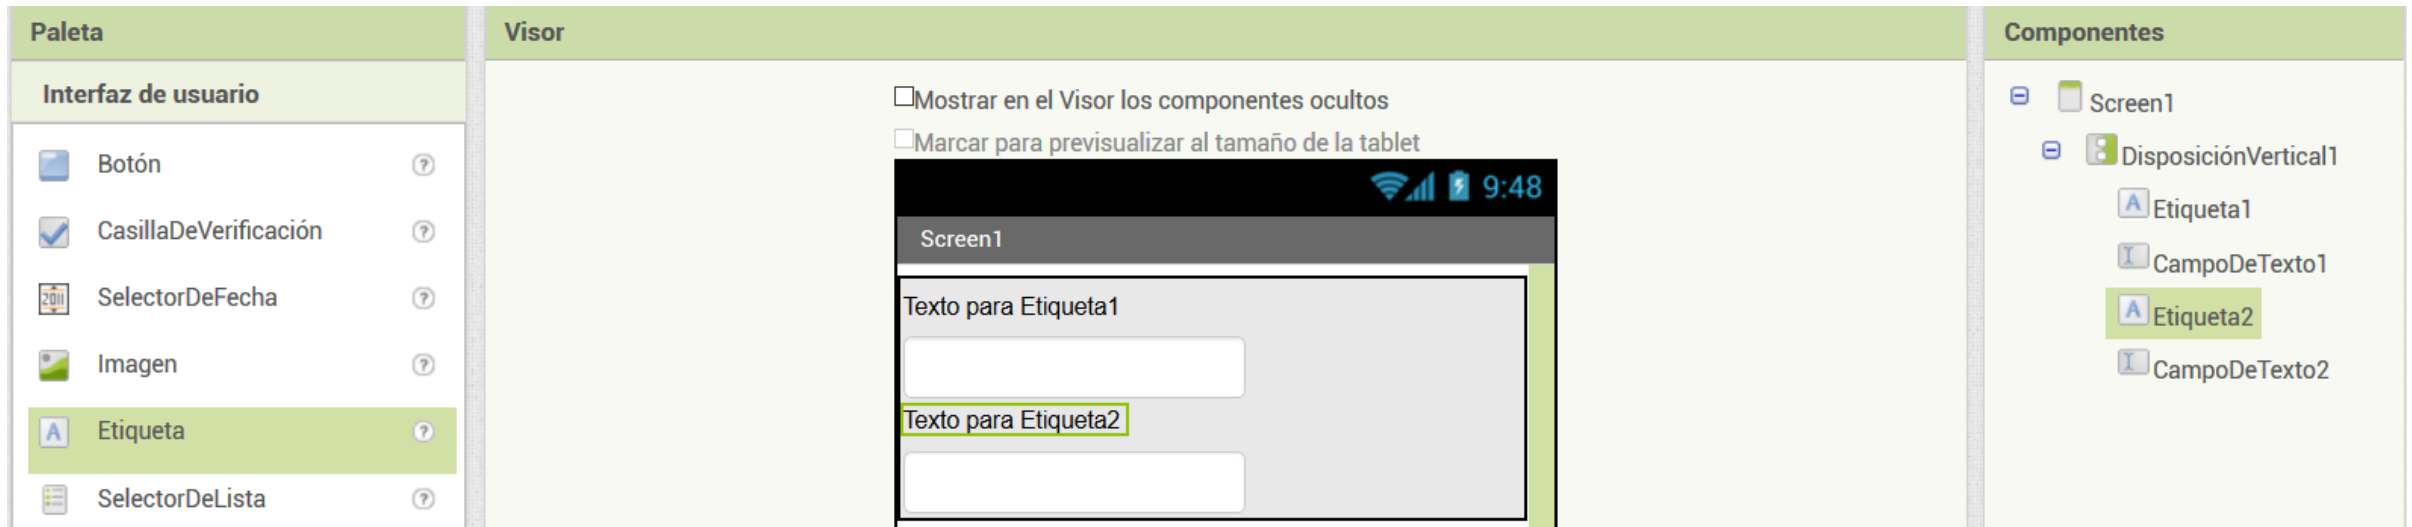 Paleta
Interfaz de usuario
Botón ?
CasillaDeVerificación ?
2011 SelectorDeFecha ?
Imagen ?
A Etiqueta ?
SelectorDeLista ?
Visor
Mostrar en el Visor los componentes ocultos
Marcar para previsualizar al tamaño de la tablet
9:48
Screen1
Texto para Etiqueta1
Texto para Etiqueta2
Componentes
Screen1
DisposiciónVertical1
A Etiqueta1
CampoDeTexto1
A Etiqueta2
CampoDeTexto2